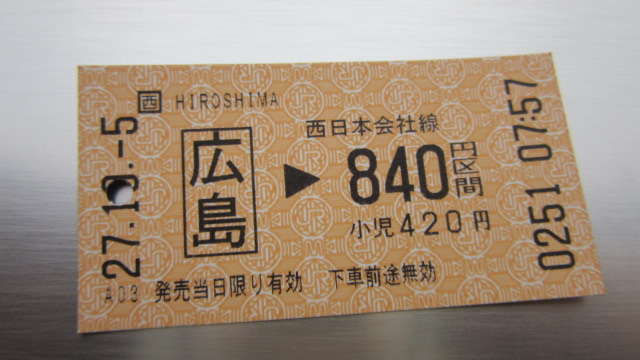 西 HIROSHIMA
西日本会社線
広島 ▶ 840円区間
小児420円
発売当日限り有効 下車前途無効
A03
-5
0251 07:57